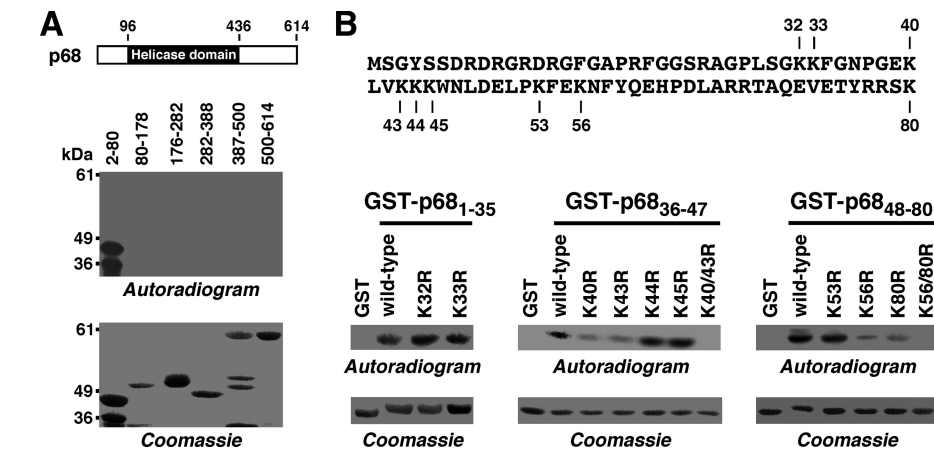 A
96 436 614
p68 Helicase domain
kDa
2-80
80-178
176-282
282-388
387-500
500-614
61
49
36
Autoradiogram
61
49
36
Coomassie
B
32 33 40
MSGYSSDRDRGRDRGFGAPRFGGSRAGPLSGKKFGNPGEK
LVKKKWNLDELPKFEKNFYQEHPDLARRTAQEVETYRRSK
43 44 45 53 56 80
GST-p681-35
GST
wild-type
K32R
K33R
Autoradiogram
Coomassie
GST-p6836-47
GST
wild-type
K40R
K43R
K44R
K45R
K40/43R
Autoradiogram
Coomassie
GST-p6848-80
GST
wild-type
K53R
K56R
K80R
K56/80R
Autoradiogram
Coomassie